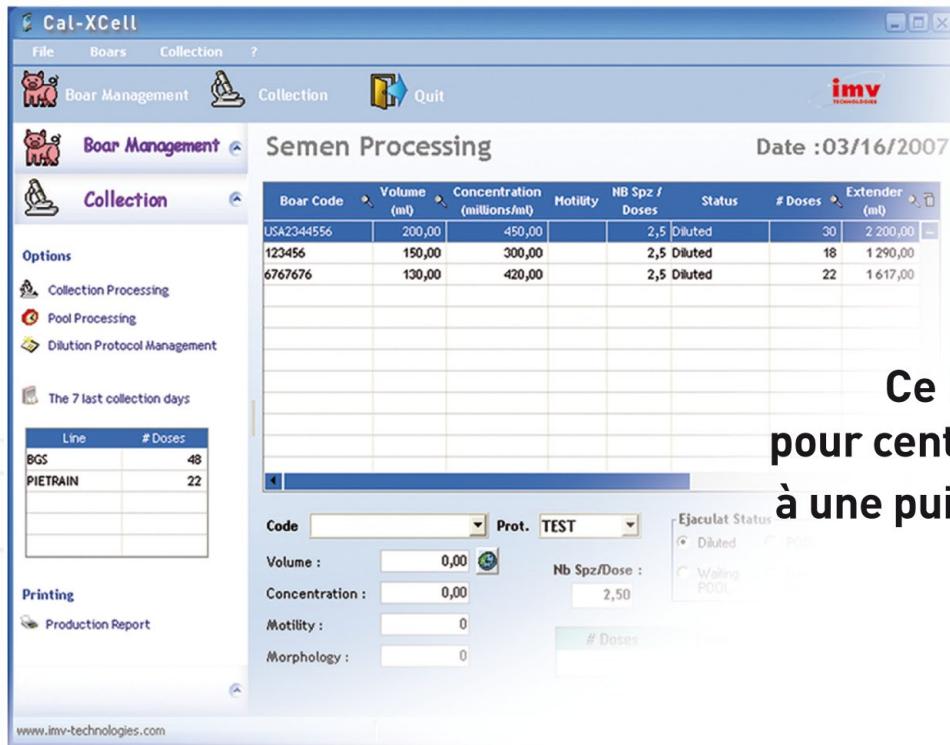 Cal-XCell
File Boars Collection ?
Boar Management Collection Quit
imv
TECHNOLOGIES
Boar Management
Collection
Options
Collection Processing
Pool Processing
Dilution Protocol Management
The 7 last collection days
Line # Doses
BGS 48
PIETRAIN 22
Printing
Production Report
Semen Processing Date :03/16/2007
Boar Code Volume (ml) Concentration (millions/ml) Motility NB Spz / Doses Status # Doses Extender (ml)
USA2344556 200,00 450,00 2,5 Diluted 30 2 200,00
123456 150,00 300,00 2,5 Diluted 18 1 290,00
6767676 130,00 420,00 2,5 Diluted 22 1 617,00
Ce
pour cent
à une pui
Code Prot. TEST
Volume : 0,00
Concentration : 0,00
Motility : 0
Morphology : 0
Nb Spz/Dose :
2,50
Ejaculat Status
Diluted POOL
Waiting POOL
# Doses
www.imv-technologies.com